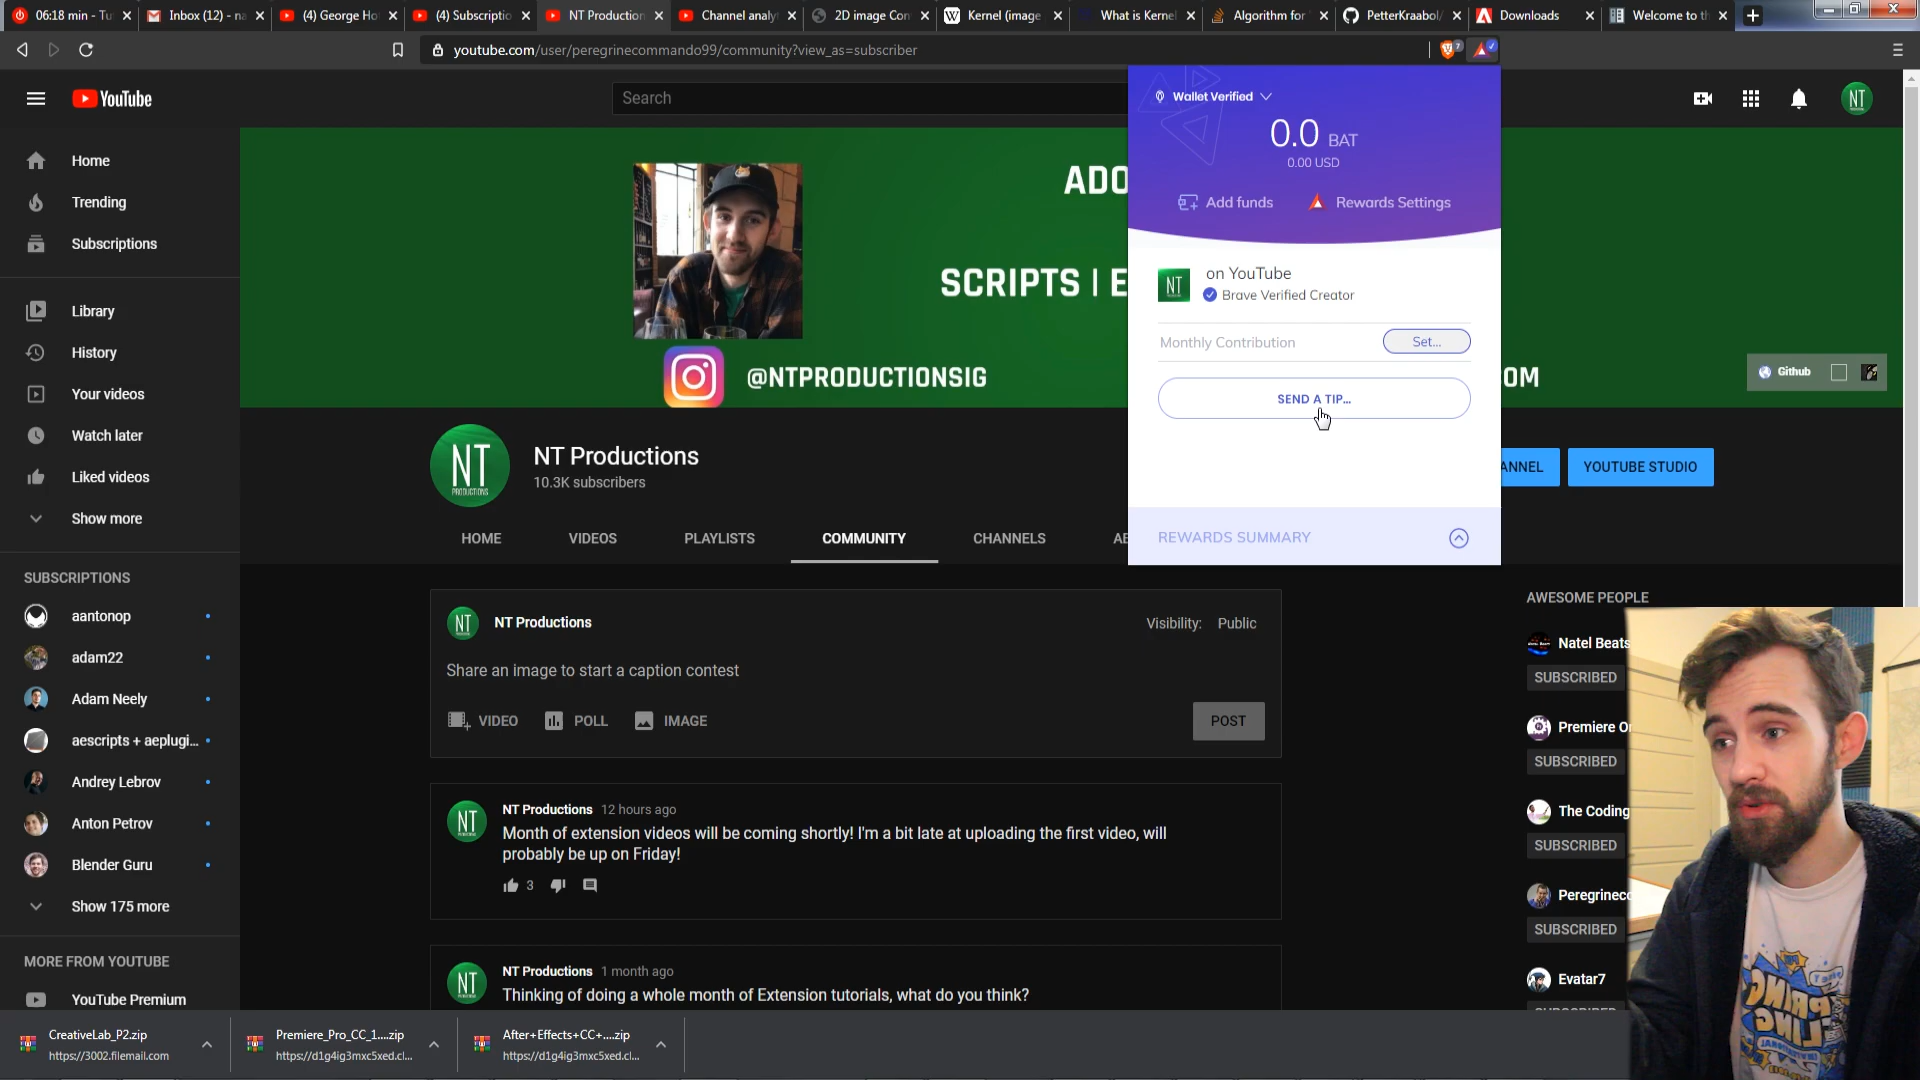 06:18 min - Tu
Inbox (12) - na
(4) George Ho
(4) Subscriptio
NT Production
Channel analy
2D image Con
Kernel (image
What is Kernel
Algorithm for
PetterKraabol/
Downloads
Welcome to th
youtube.com/user/peregrinecommando99/community?view_as=subscriber
7
YouTube
Search
NT
Home
Trending
Subscriptions
Library
History
Your videos
Watch later
Liked videos
Show more
SUBSCRIPTIONS
aantonop
adam22
Adam Neely
aescripts + aeplugi...
Andrey Lebrov
Anton Petrov
Blender Guru
Show 175 more
MORE FROM YOUTUBE
YouTube Premium
ADO
SCRIPTS | E
@NTPRODUCTIONSIG
OM
Github
Wallet Verified
0.0 BAT
0.00 USD
Add funds
Rewards Settings
NT
on YouTube
Brave Verified Creator
Monthly Contribution
Set...
SEND A TIP...
REWARDS SUMMARY
NT
PRODUCTIONS
NT Productions
10.3K subscribers
ANNEL
YOUTUBE STUDIO
HOME
VIDEOS
PLAYLISTS
COMMUNITY
CHANNELS
AB
NT
NT Productions
Visibility: Public
Share an image to start a caption contest
VIDEO
POLL
IMAGE
POST
NT
NT Productions 12 hours ago
Month of extension videos will be coming shortly! I'm a bit late at uploading the first video, will
probably be up on Friday!
3
NT
NT Productions 1 month ago
Thinking of doing a whole month of Extension tutorials, what do you think?
AWESOME PEOPLE
Natel Beats
SUBSCRIBED
Premiere
SUBSCRIBED
The Coding
SUBSCRIBED
Peregrinec
SUBSCRIBED
Evatar7
CreativeLab_P2.zip
https://3002.filemail.com
Premiere_Pro_CC_1....zip
https://d1g4ig3mxc5xed.cl...
After+Effects+CC+....zip
https://d1g4ig3mxc5xed.cl...